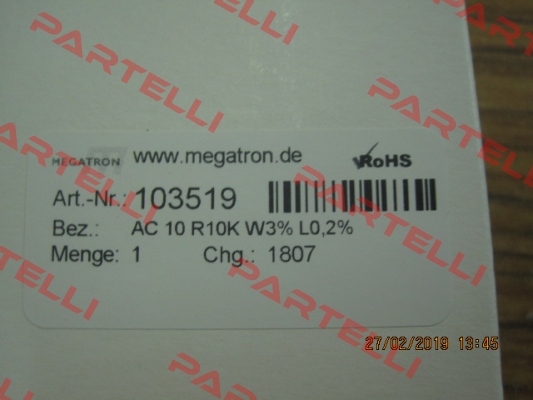 PARTELLI
PARTELLI
PARTELLI
MEGATRON www.megatron.de RoHS
Art.-Nr.: 103519
Bez.: AC 10 R10K W3% L0,2%
Menge: 1 Chg.: 1807
PARTELLI
PARTELLI
27/02/2019 13:45
PARTELLI
PARTELLI